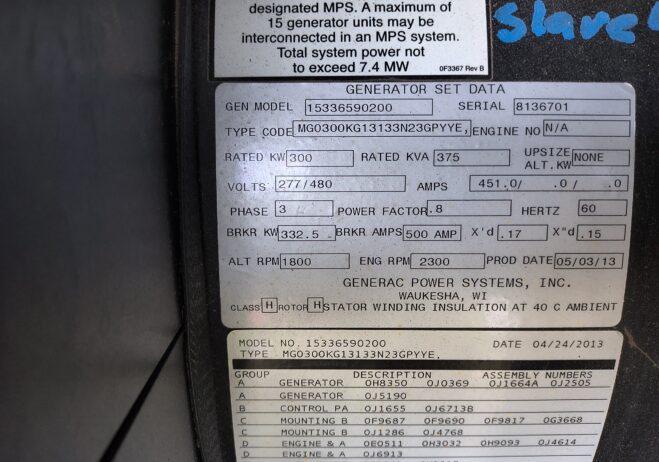 designated MPS. A maximum of
15 generator units may be
interconnected in an MPS system.
Total system power not
to exceed 7.4 MW
0F3367 Rev B
Slave
GENERATOR SET DATA
GEN MODEL 15336590200 SERIAL 8136701
TYPE CODE MG0300KG13133N23GPYYE, ENGINE NO N/A
RATED KW 300 RATED KVA 375 UPSIZE ALT.KW NONE
VOLTS 277/480 AMPS 451.0/ .0/ .0
PHASE 3 POWER FACTOR .8 HERTZ 60
BRKR KW 332.5 BRKR AMPS 500 AMP X'd .17 X"d .15
ALT RPM 1800 ENG RPM 2300 PROD DATE 05/03/13
GENERAC POWER SYSTEMS, INC.
WAUKESHA, WI
CLASS H ROTOR H STATOR WINDING INSULATION AT 40 C AMBIENT
MODEL NO. 15336590200 DATE 04/24/2013
TYPE MG0300KG13133N23GPYYE.
GROUP DESCRIPTION ASSEMBLY NUMBERS
A GENERATOR 0H8350 0J0369 0J1664A 0J2505
A GENERATOR 0J5190
B CONTROL PA 0J1655 0J6713B
C MOUNTING B 0F9687 0F9690 0F9817 0G3668
C MOUNTING B 0J1286 0J4768
D ENGINE & A 0E0511 0H3032 0H9093 0J4614
D ENGINE & A 0J6913